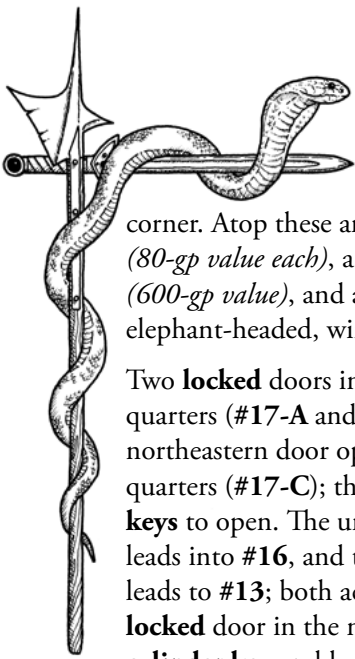 corner. Atop these ar
(80-gp value each), a
(600-gp value), and a
elephant-headed, wi
Two locked doors in
quarters (#17-A and
northeastern door op
quarters (#17-C); th
keys to open. The u
leads into #16, and t
leads to #13; both ac
locked door in the